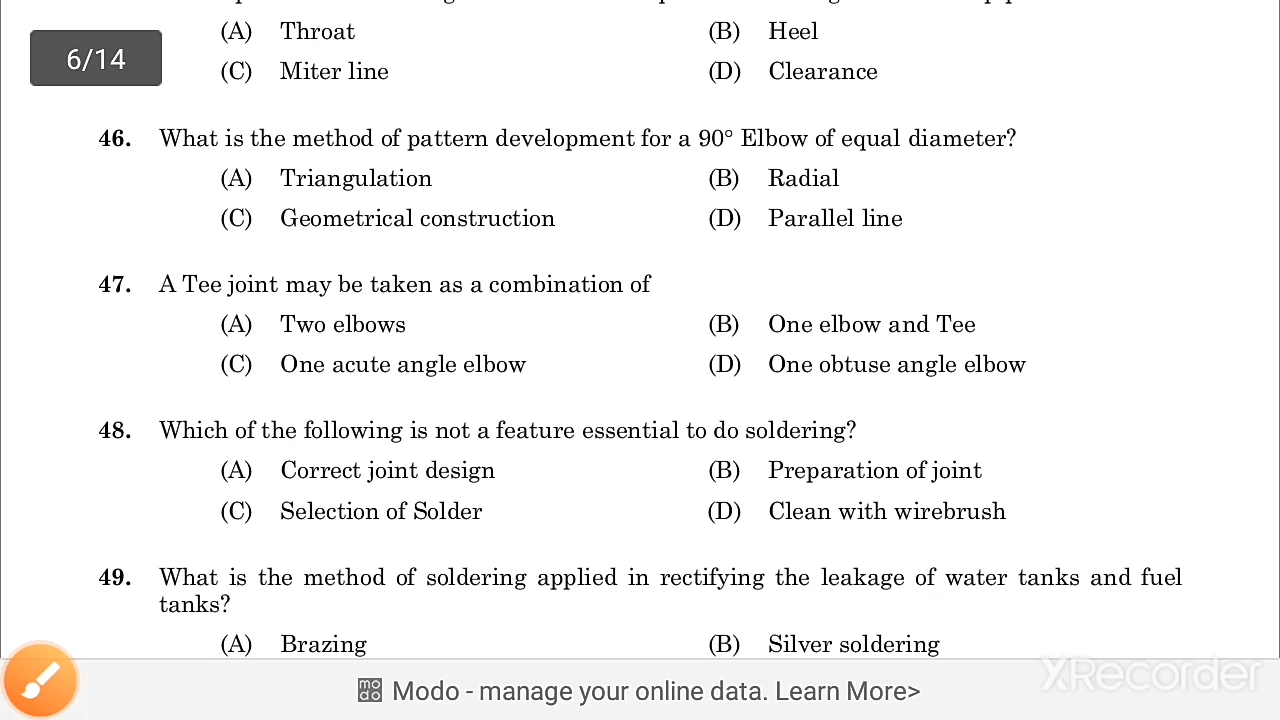 (A) Throat (B) Heel
6/14
(C) Miter line (D) Clearance
46. What is the method of pattern development for a 90° Elbow of equal diameter?
(A) Triangulation (B) Radial
(C) Geometrical construction (D) Parallel line
47. A Tee joint may be taken as a combination of
(A) Two elbows (B) One elbow and Tee
(C) One acute angle elbow (D) One obtuse angle elbow
48. Which of the following is not a feature essential to do soldering?
(A) Correct joint design (B) Preparation of joint
(C) Selection of Solder (D) Clean with wirebrush
49. What is the method of soldering applied in rectifying the leakage of water tanks and fuel
tanks?
(A) Brazing (B) Silver soldering
modo Modo - manage your online data. Learn More>
XRecorder